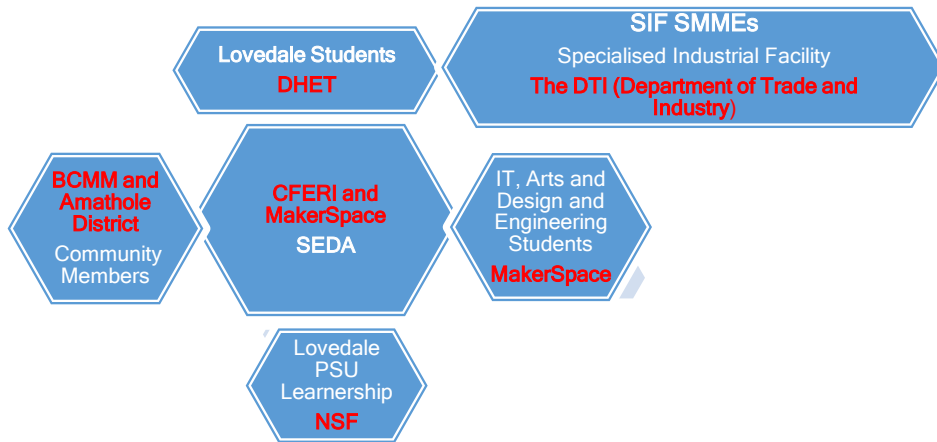 Lovedale Students
DHET
SIF SMMEs
Specialised Industrial Facility
The DTI (Department of Trade and
Industry)
BCMM and
Amathole
District
Community
Members
CFERI and
MakerSpace
SEDA
IT, Arts and
Design and
Engineering
Students
MakerSpace
Lovedale
PSU
Learnership
NSF